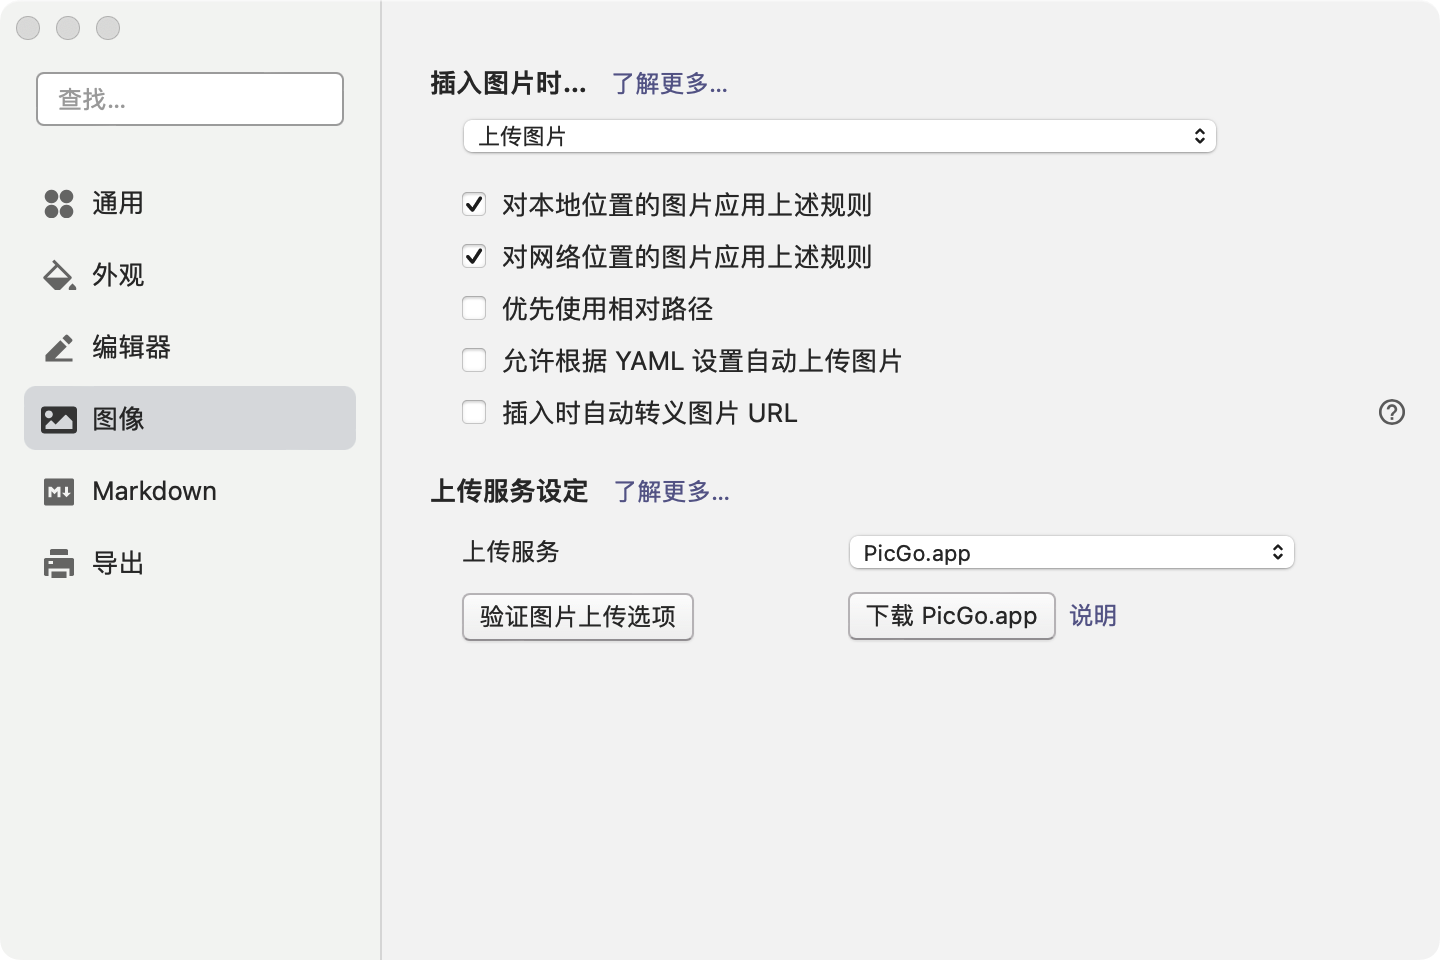 查找...
通用
外观
编辑器
图像
Markdown
导出
插入图片时... 了解更多...
上传图片
对本地位置的图片应用上述规则
对网络位置的图片应用上述规则
优先使用相对路径
允许根据 YAML 设置自动上传图片
插入时自动转义图片 URL
上传服务设定 了解更多...
上传服务 PicGo.app
验证图片上传选项 下载 PicGo.app 说明